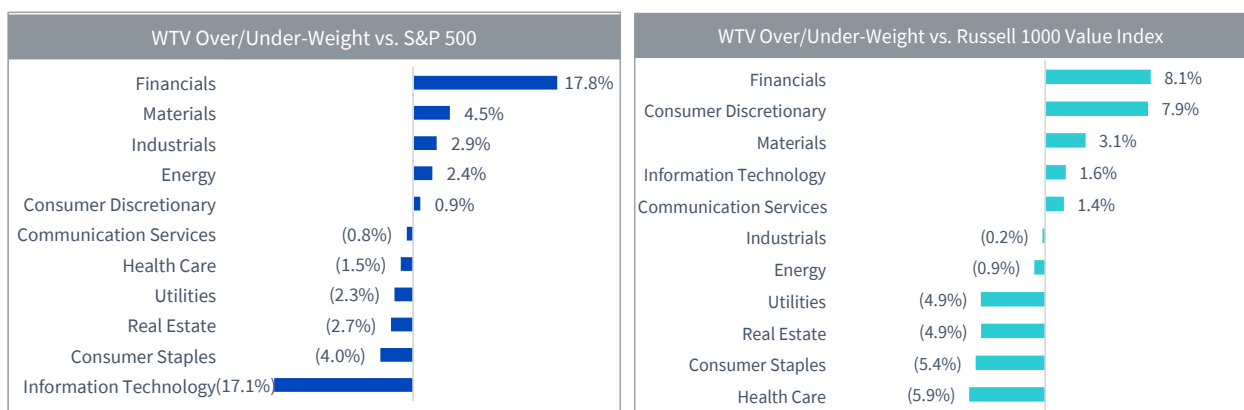 WTV Over/Under-Weight vs. S&P 500
Financials 17.8%
Materials 4.5%
Industrials 2.9%
Energy 2.4%
Consumer Discretionary 0.9%
Communication Services (0.8%)
Health Care (1.5%)
Utilities (2.3%)
Real Estate (2.7%)
Consumer Staples (4.0%)
Information Technology (17.1%)
WTV Over/Under-Weight vs. Russell 1000 Value Index
Financials 8.1%
Consumer Discretionary 7.9%
Materials 3.1%
Information Technology 1.6%
Communication Services 1.4%
Industrials (0.2%)
Energy (0.9%)
Utilities (4.9%)
Real Estate (4.9%)
Consumer Staples (5.4%)
Health Care (5.9%)